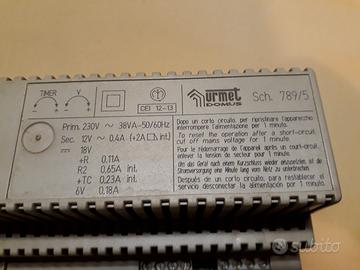 TIMER
V
CEI 12-13
urmet
DOMUS
Sch. 789/5
Prim. 230V ~ 38VA-50/60Hz
Sec. 12V ~ 0.4A (+2A int.)
18V
+R 0,11A
R2 0,65A int.
+TC 0,23A int.
6V 0,18A
Dopo un corto circuito, per ripristinare l'apparecchio
interrompere l'alimentazione per 1 minuto.
To reset the operation after a short-circuit,
cut off mains voltage for 1 minute.
Pour le redémarrage de l'appareil après un court-circuit,
enlever la tension de secteur pour 1 minute.
Um das Gerät nach einem Kurzschluss wieder einzuschalten, ist die
Stromversorgung eine Minute lang vom Netz zu unterbrechen.
Después de un corto circuito, para restablecer el servicio
desconectar la alimentación por 1 minuto.
subito